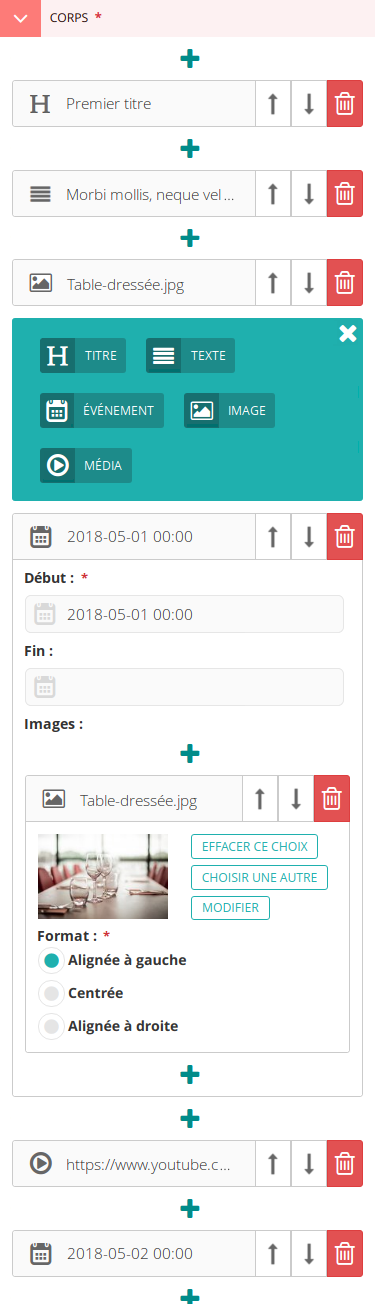 CORPS *
Premier titre
Morbi mollis, neque vel ...
Table-dressée.jpg
TITRE
TEXTE
ÉVÉNEMENT
IMAGE
MÉDIA
2018-05-01 00:00
Début : *
2018-05-01 00:00
Fin :
Images :
Table-dressée.jpg
EFFACER CE CHOIX
CHOISIR UNE AUTRE
MODIFIER
Format : *
Alignée à gauche
Centrée
Alignée à droite
https://www.youtube.c...
2018-05-02 00:00